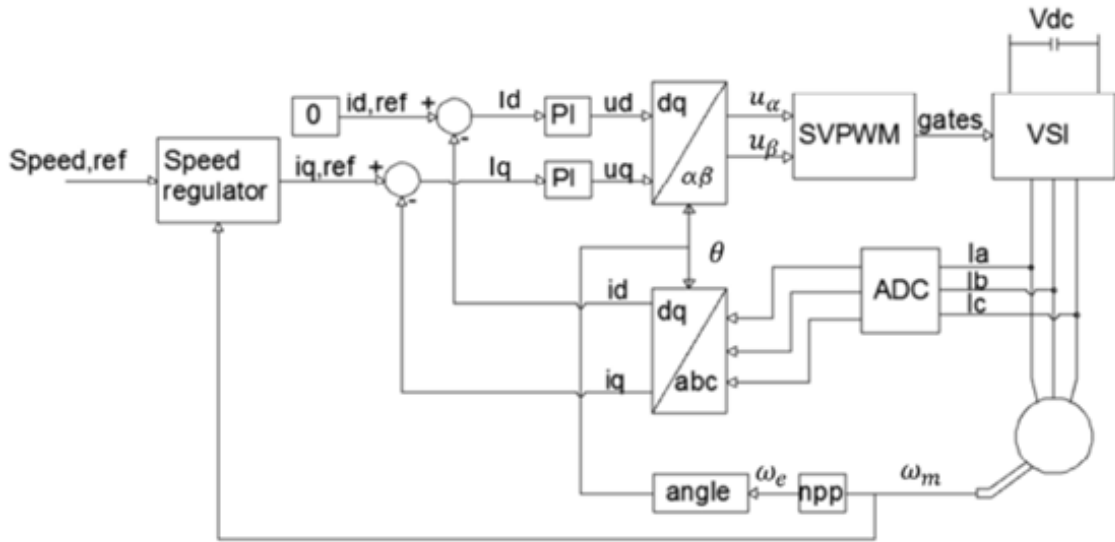 Vdc
0
id,ref
+
-
Id
PI
ud
dq
αβ
uα
uβ
SVPWM
gates
VSI
Speed,ref
Speed
regulator
iq,ref
+
-
Iq
PI
uq
θ
Ia
Ib
Ic
ADC
id
iq
dq
abc
angle
ωe
npp
ωm